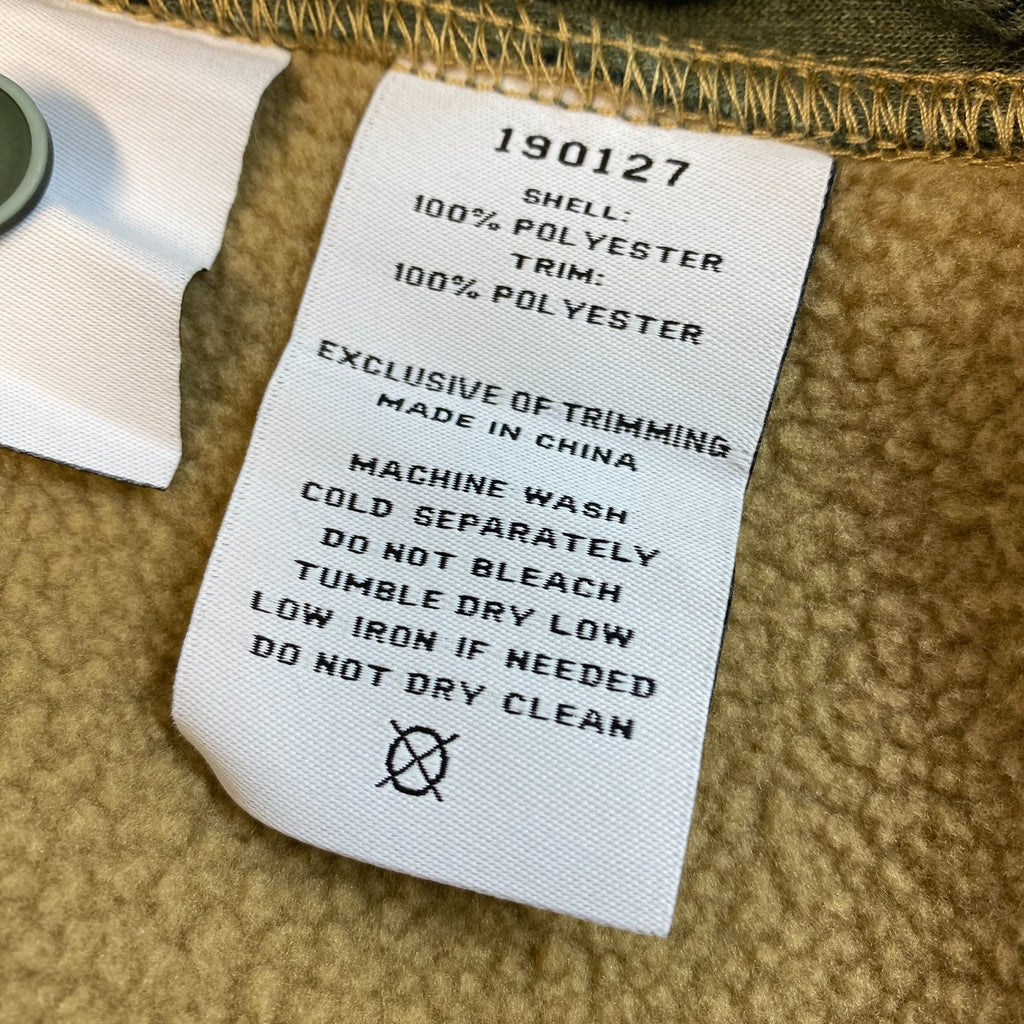 190127
SHELL:
100% POLYESTER
TRIM:
100% POLYESTER
EXCLUSIVE OF TRIMMING
MADE IN CHINA
MACHINE WASH
COLD SEPARATELY
DO NOT BLEACH
TUMBLE DRY LOW
LOW IRON IF NEEDED
DO NOT DRY CLEAN